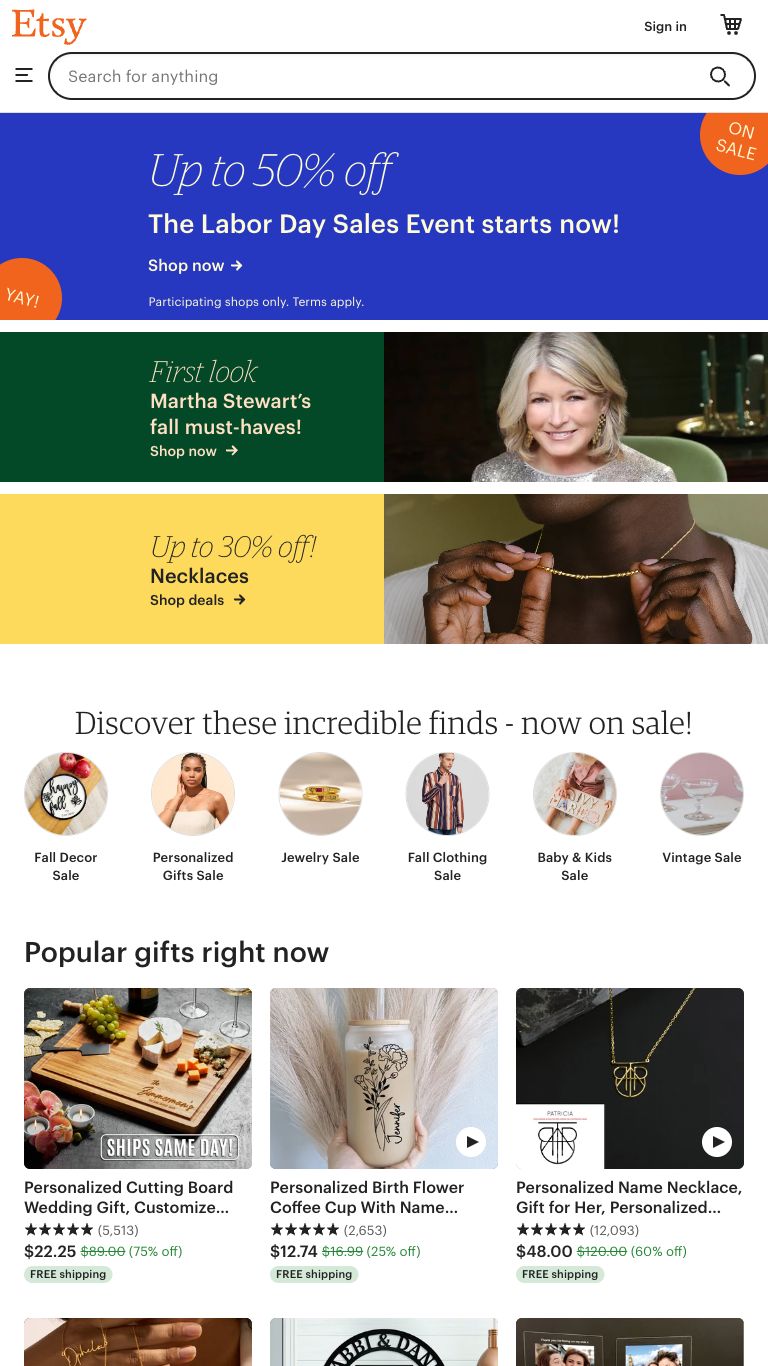 Etsy
Sign in
Search for anything
ON
SALE
Up to 50% off
The Labor Day Sales Event starts now!
Shop now →
YAY!
Participating shops only. Terms apply.
First look
Martha Stewart's
fall must-haves!
Shop now →
Up to 30% off!
Necklaces
Shop deals →
Discover these incredible finds - now on sale!
happy
fall
Fall Decor
Sale
Personalized
Gifts Sale
Jewelry Sale
Fall Clothing
Sale
Baby & Kids
Sale
Vintage Sale
Popular gifts right now
The
Zimmerman's
SHIPS SAME DAY!
Jennifer
PATRICIA
Personalized Cutting Board
Wedding Gift, Customize...
★★★★★ (5,513)
$22.25 $89.00 (75% off)
FREE shipping
Personalized Birth Flower
Coffee Cup With Name...
★★★★★ (2,653)
$12.74 $16.99 (25% off)
FREE shipping
Personalized Name Necklace,
Gift for Her, Personalized...
★★★★★ (12,093)
$48.00 $120.00 (60% off)
FREE shipping
Ophelia